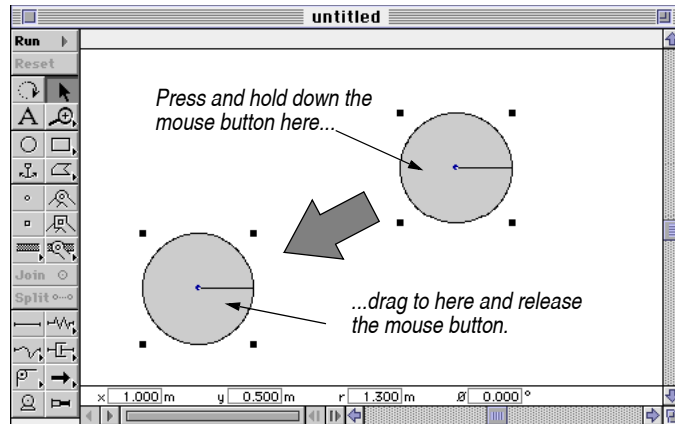 untitled
Run
Reset
A
Press and hold down the
mouse button here...
Join
Split
...drag to here and release
the mouse button.
x 1.000 m y 0.500 m r 1.300 m ø 0.000 °